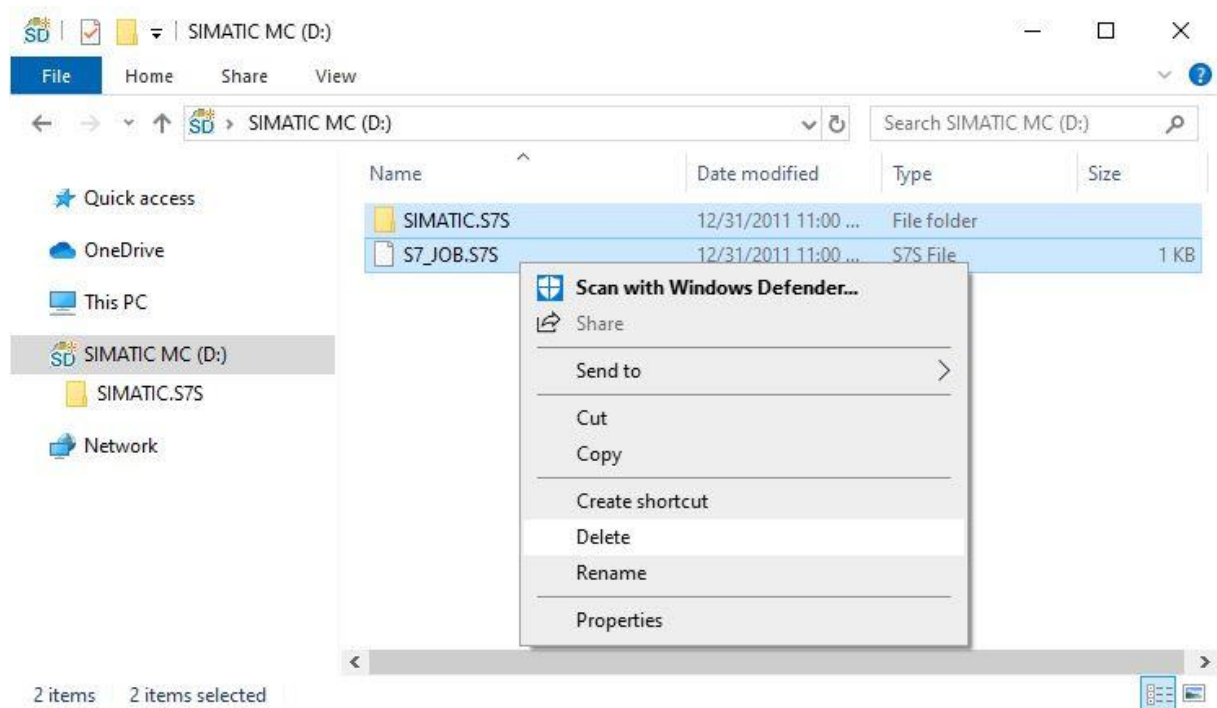 SD SIMATIC MC (D:)
File Home Share View ?
SD > SIMATIC MC (D:) Search SIMATIC MC (D:)
Name Date modified Type Size
Quick access
OneDrive
This PC
SD SIMATIC MC (D:)
SIMATIC.S7S
Network
SIMATIC.S7S 12/31/2011 11:00 ... File folder
S7_JOB.S7S 12/31/2011 11:00 ... S7S File 1 KB
Scan with Windows Defender...
Share
Send to
Cut
Copy
Create shortcut
Delete
Rename
Properties
2 items 2 items selected